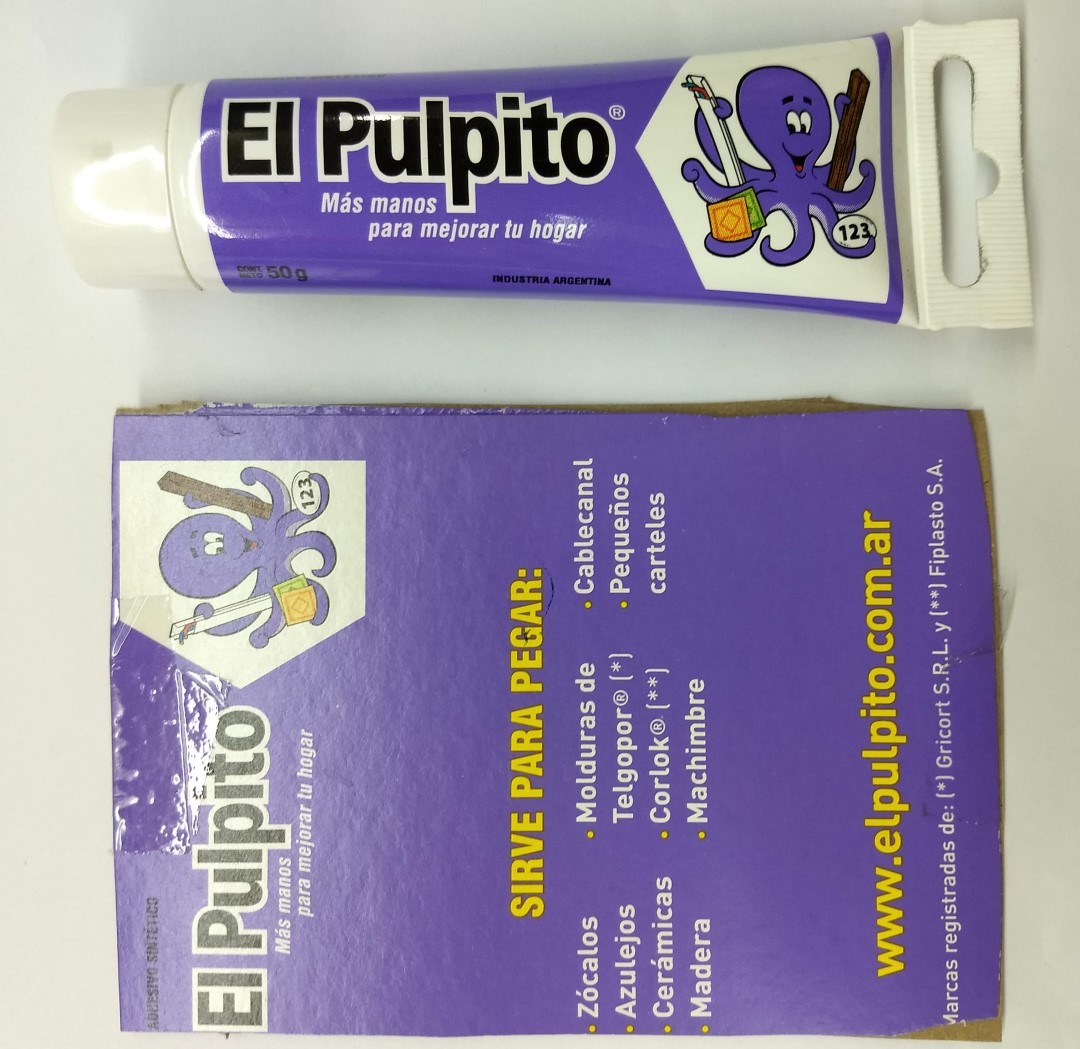 El Pulpito®
Más manos
para mejorar tu hogar
CONT. NETO 50 g
INDUSTRIA ARGENTINA
123
ADHESIVO SINTÉTICO
El Pulpito
Más manos
para mejorar tu hogar
123
SIRVE PARA PEGAR:
• Zócalos
• Azulejos
• Cerámicas
• Madera
• Molduras de
Telgopor® (*)
• Corlok® (**)
• Machimbre
• Cablecanal
• Pequeños
carteles
www.elpulpito.com.ar
Marcas registradas de: (*) Gricort S.R.L. y (**) Fiplasto S.A.